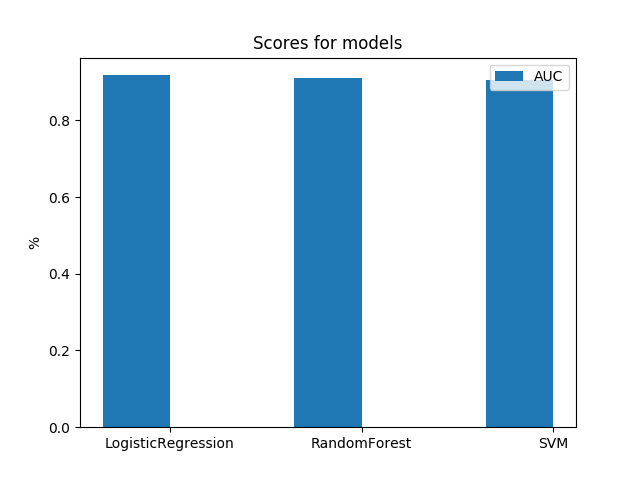 Scores for models
AUC
%
0.8
0.6
0.4
0.2
0.0
LogisticRegression
RandomForest
SVM